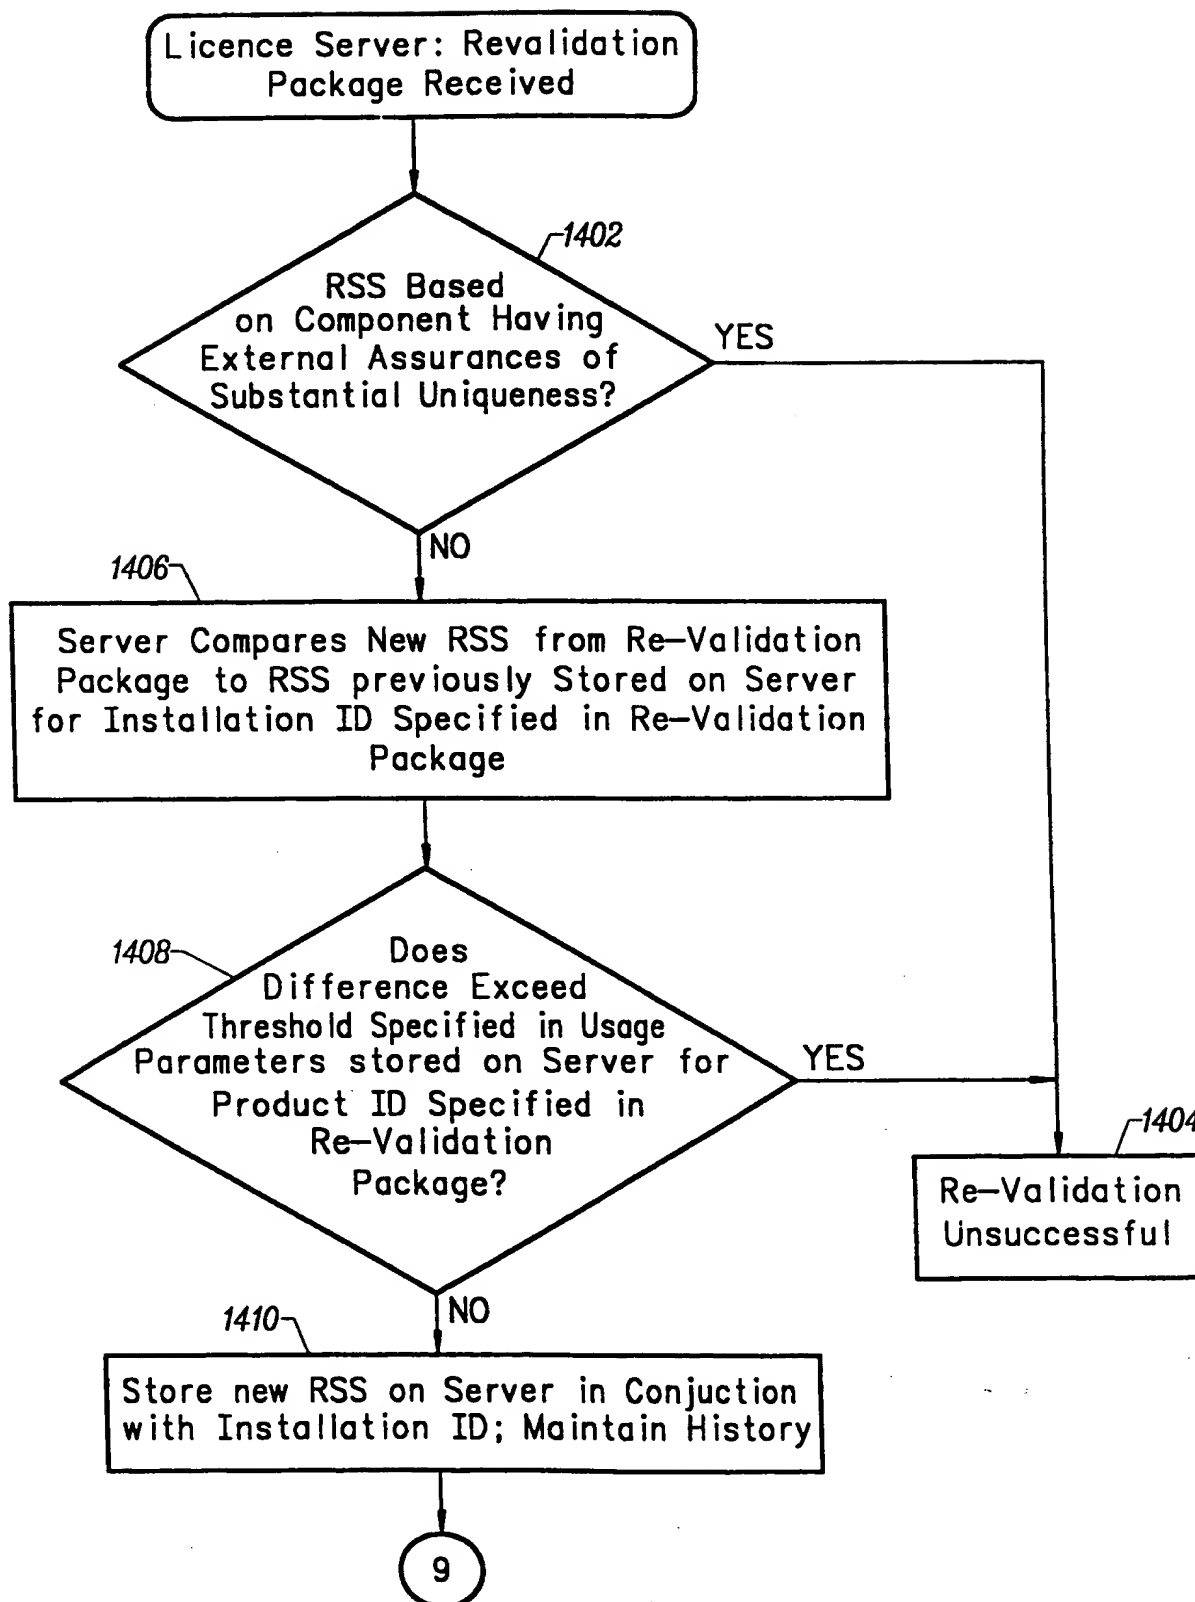 Licence Server: Revalidation
Package Received
1402
RSS Based
on Component Having
External Assurances of
Substantial Uniqueness?
YES
NO
1406
Server Compares New RSS from Re-Validation
Package to RSS previously Stored on Server
for Installation ID Specified in Re-Validation
Package
1408
Does
Difference Exceed
Threshold Specified in Usage
Parameters stored on Server for
Product ID Specified in
Re-Validation
Package?
YES
1404
Re-Validation
Unsuccessful
NO
1410
Store new RSS on Server in Conjuction
with Installation ID; Maintain History
9